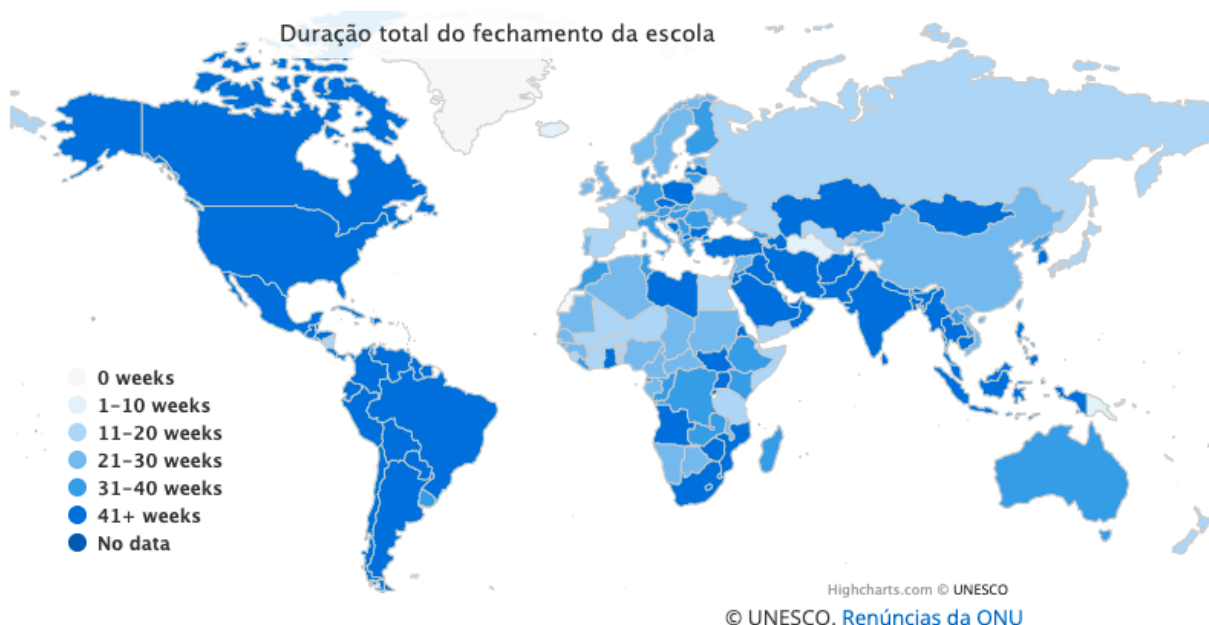 Duração total do fechamento da escola
0 weeks
1–10 weeks
11–20 weeks
21–30 weeks
31–40 weeks
41+ weeks
No data
Highcharts.com © UNESCO
© UNESCO. Renúncias da ONU